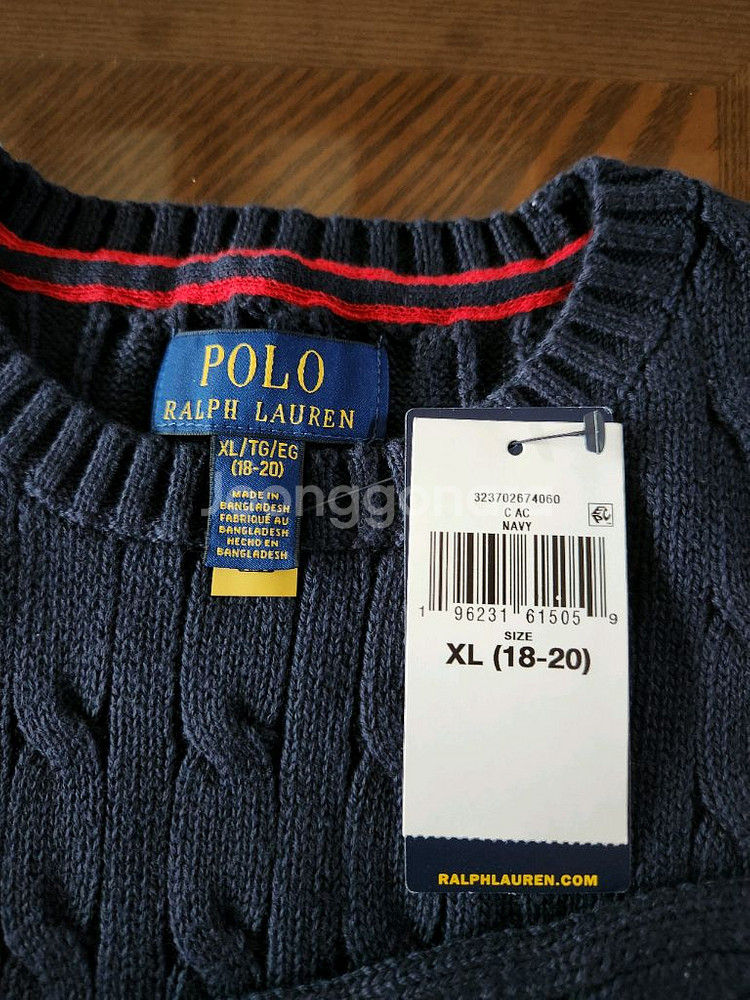 POLO
RALPH LAUREN
XL/TG/EG
(18-20)
MADE IN
BANGLADESH
FABRIQUÉ AU
BANGLADESH
HECHO EN
BANGLADESH
323702674060
C AC
NAVY
1 96231 61505 9
SIZE
XL (18-20)
RALPHLAUREN.COM